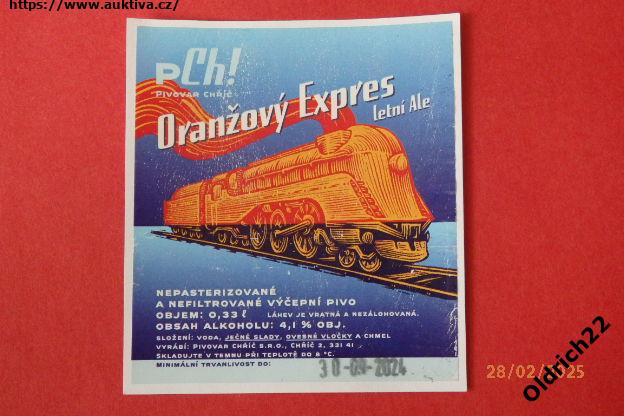 https://www.auktiva.cz/
PCh!
PIVOVAR CHŘÍČ
Oranžový Expres
letní Ale
NEPASTERIZOVANÉ
A NEFILTROVANÉ VÝČEPNÍ PIVO
OBJEM: 0,33 ℓ LÁHEV JE VRATNÁ A NEZÁLOHOVANÁ.
OBSAH ALKOHOLU: 4,1 % OBJ.
SLOŽENÍ: VODA, JEČNÉ SLADY, OVESNÉ VLOČKY A CHMEL
VYRÁBÍ: PIVOVAR CHŘÍČ S.R.O., CHŘÍČ 2, 331 41
SKLADUJTE V TEMNU PŘI TEPLOTĚ DO 8 °C.
MINIMÁLNÍ TRVANLIVOST DO: 30-09-2024
28/02/2025
Oldrich22